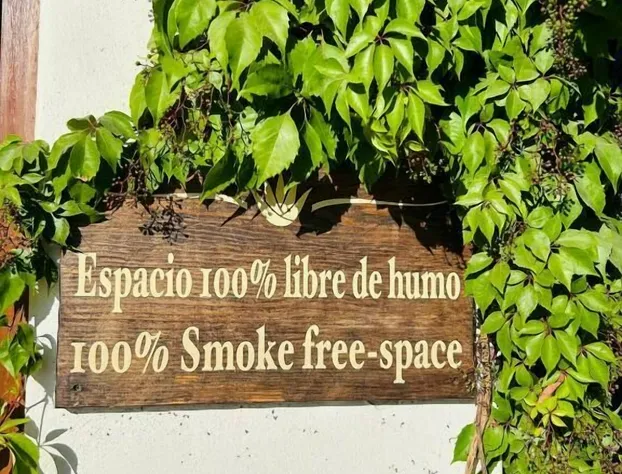 Espacio 100% libre de humo
100% Smoke free-space